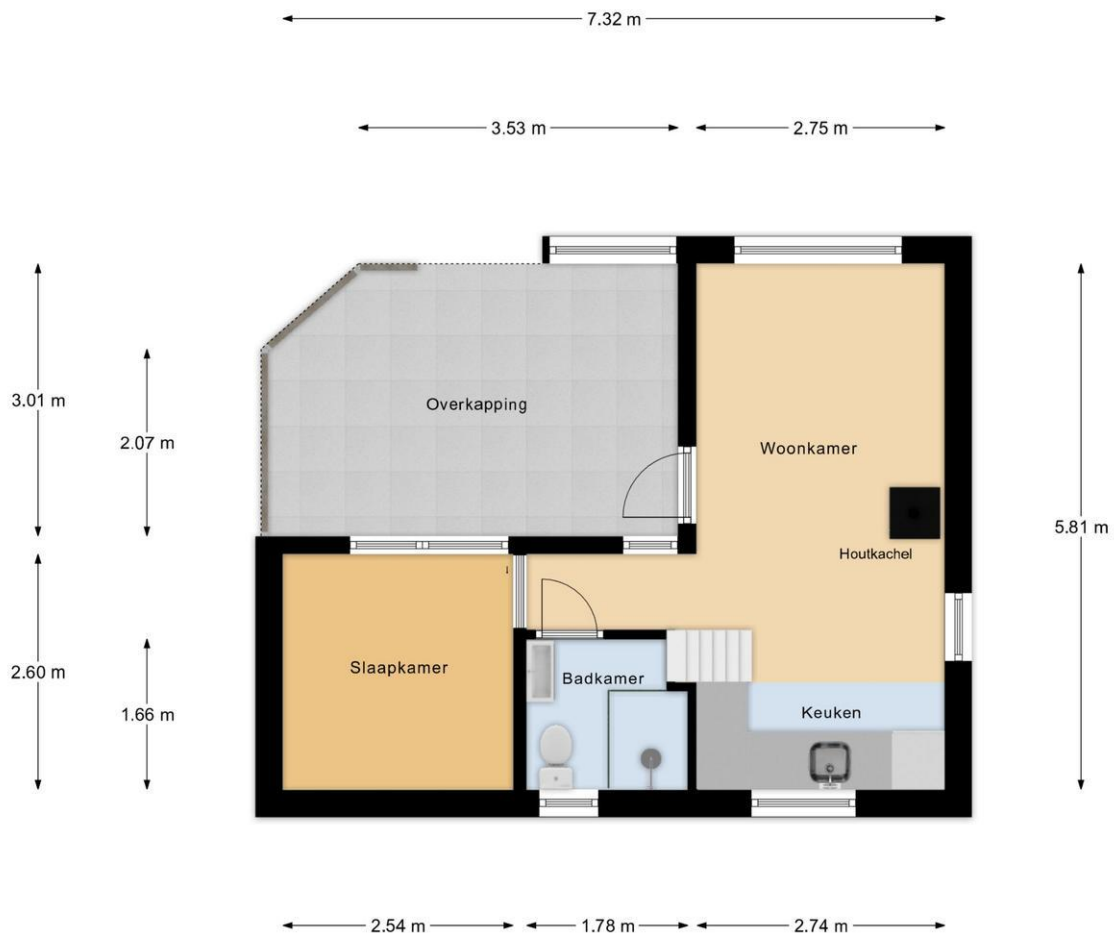 7.32 m
3.53 m
2.75 m
3.01 m
2.07 m
Overkapping
Woonkamer
5.81 m
Houtkachel
2.60 m
1.66 m
Slaapkamer
Badkamer
Keuken
2.54 m
1.78 m
2.74 m